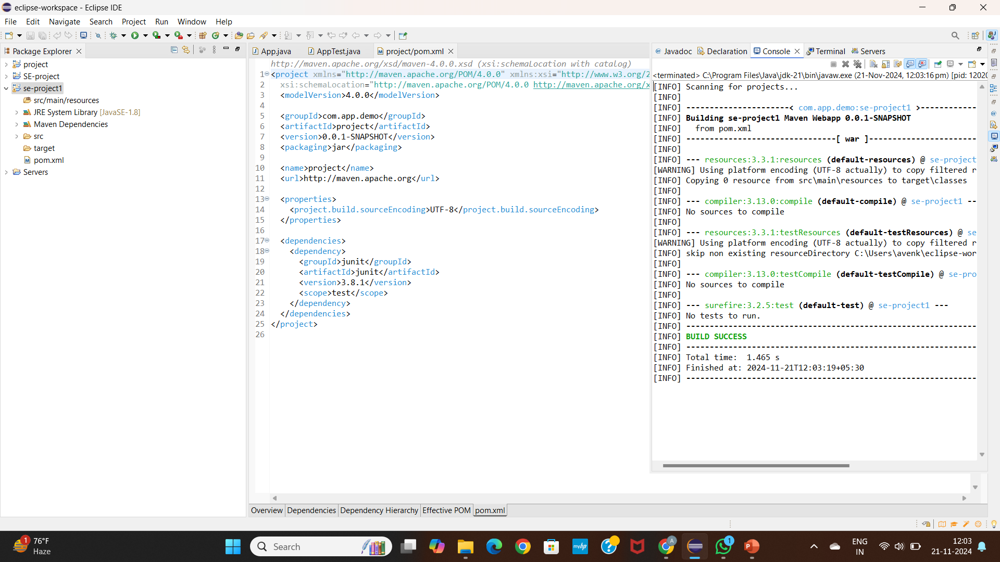 eclipse-workspace - Eclipse IDE
File Edit Navigate Search Project Run Window Help
Package Explorer
project
SE-project
se-project1
src/main/resources
JRE System Library [JavaSE-1.8]
Maven Dependencies
src
target
pom.xml
Servers
App.java AppTest.java project/pom.xml
http://maven.apache.org/xsd/maven-4.0.0.xsd (xsi:schemaLocation with catalog)
1 <project xmlns="http://maven.apache.org/POM/4.0.0" xmlns:xsi="http://www.w3.org/2
2 xsi:schemaLocation="http://maven.apache.org/POM/4.0.0 http://maven.apache.org/x
3 <modelVersion>4.0.0</modelVersion>
4
5 <groupId>com.app.demo</groupId>
6 <artifactId>project</artifactId>
7 <version>0.0.1-SNAPSHOT</version>
8 <packaging>jar</packaging>
9
10 <name>project</name>
11 <url>http://maven.apache.org</url>
12
13 <properties>
14 <project.build.sourceEncoding>UTF-8</project.build.sourceEncoding>
15 </properties>
16
17 <dependencies>
18 <dependency>
19 <groupId>junit</groupId>
20 <artifactId>junit</artifactId>
21 <version>3.8.1</version>
22 <scope>test</scope>
23 </dependency>
24 </dependencies>
25 </project>
26
Overview Dependencies Dependency Hierarchy Effective POM pom.xml
Javadoc Declaration Console Terminal Servers
<terminated> C:\Program Files\Java\jdk-21\bin\javaw.exe (21-Nov-2024, 12:03:16 pm) [pid: 12020
[INFO] Scanning for projects...
[INFO]
[INFO] ----------------------< com.app.demo:se-project1 >------------
[INFO] Building se-project1 Maven Webapp 0.0.1-SNAPSHOT
[INFO]   from pom.xml
[INFO] --------------------------------[ war ]-----------------------
[INFO]
[INFO] --- resources:3.3.1:resources (default-resources) @ se-project
[WARNING] Using platform encoding (UTF-8 actually) to copy filtered r
[INFO] Copying 0 resource from src\main\resources to target\classes
[INFO]
[INFO] --- compiler:3.13.0:compile (default-compile) @ se-project1 --
[INFO] No sources to compile
[INFO]
[INFO] --- resources:3.3.1:testResources (default-testResources) @ se
[WARNING] Using platform encoding (UTF-8 actually) to copy filtered r
[INFO] skip non existing resourceDirectory C:\Users\avenk\eclipse-wor
[INFO]
[INFO] --- compiler:3.13.0:testCompile (default-testCompile) @ se-pro
[INFO] No sources to compile
[INFO]
[INFO] --- surefire:3.2.5:test (default-test) @ se-project1 ---
[INFO] No tests to run.
[INFO] --------------------------------------------------------------
[INFO] BUILD SUCCESS
[INFO] --------------------------------------------------------------
[INFO] Total time:  1.465 s
[INFO] Finished at: 2024-11-21T12:03:19+05:30
[INFO] --------------------------------------------------------------
1
76°F
Haze
Search
myhp
A
1
P
ENG
IN
12:03
21-11-2024